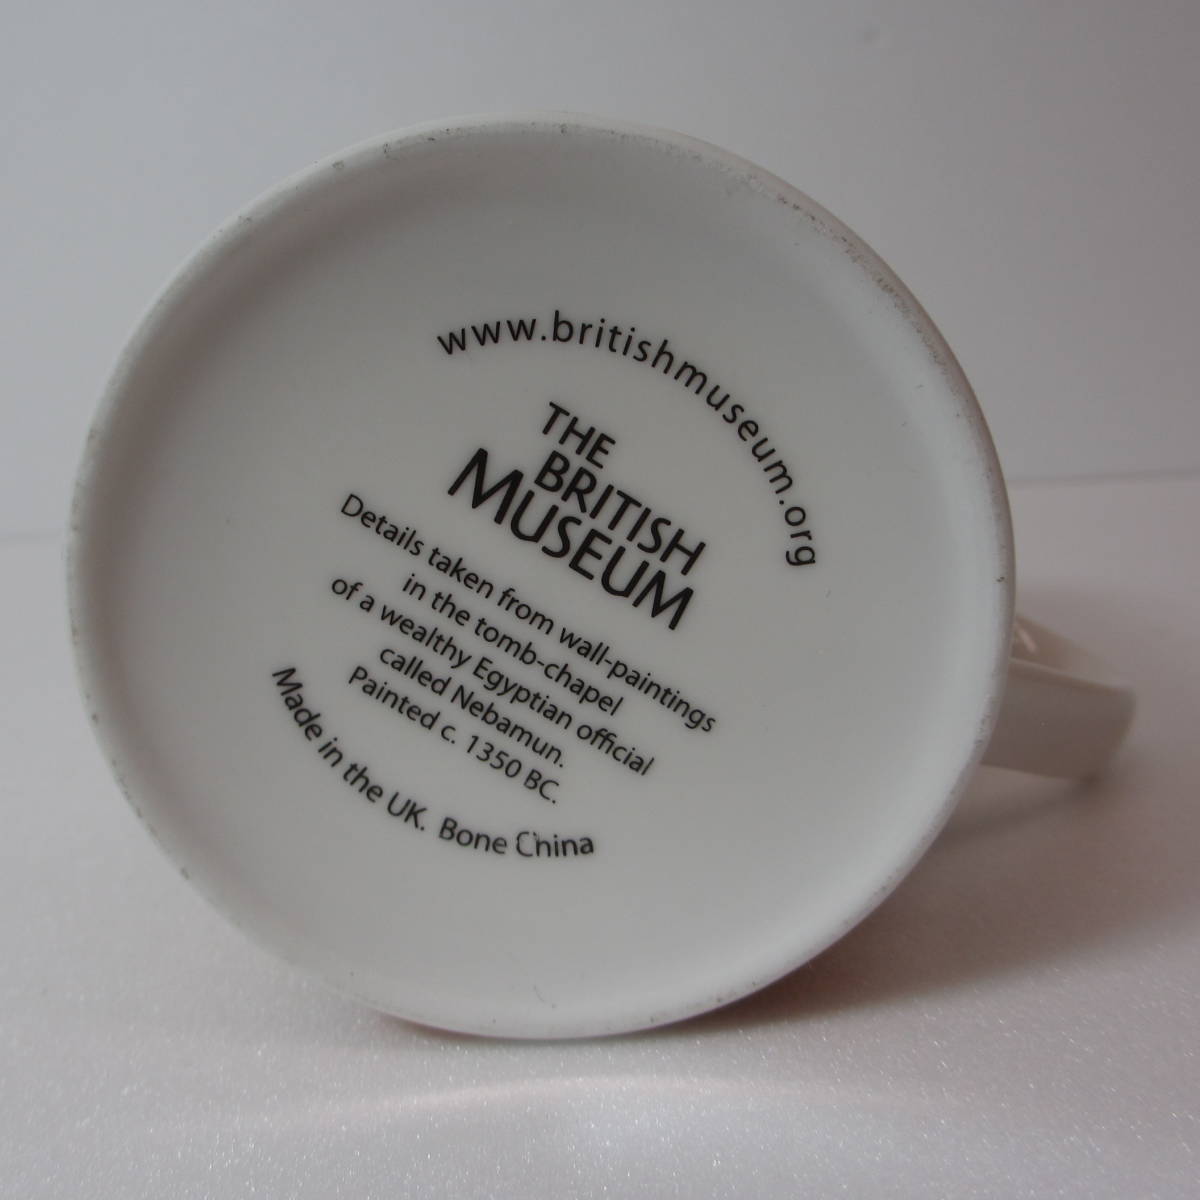 www.britishmuseum.org
THE
BRITISH
MUSEUM
Details taken from wall-paintings
in the tomb-chapel
of a wealthy Egyptian official
called Nebamun.
Painted c. 1350 BC.
Made in the UK. Bone China